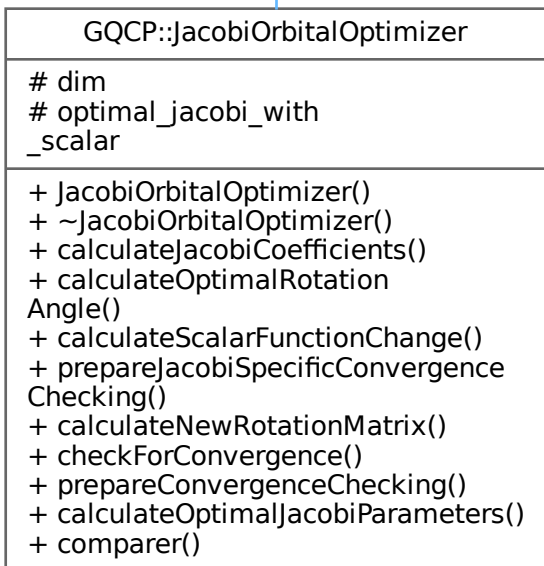 GQCP::JacobiOrbitalOptimizer
# dim
# optimal_jacobi_with
_scalar
+ JacobiOrbitalOptimizer()
+ ~JacobiOrbitalOptimizer()
+ calculateJacobiCoefficients()
+ calculateOptimalRotation
Angle()
+ calculateScalarFunctionChange()
+ prepareJacobiSpecificConvergence
Checking()
+ calculateNewRotationMatrix()
+ checkForConvergence()
+ prepareConvergenceChecking()
+ calculateOptimalJacobiParameters()
+ comparer()